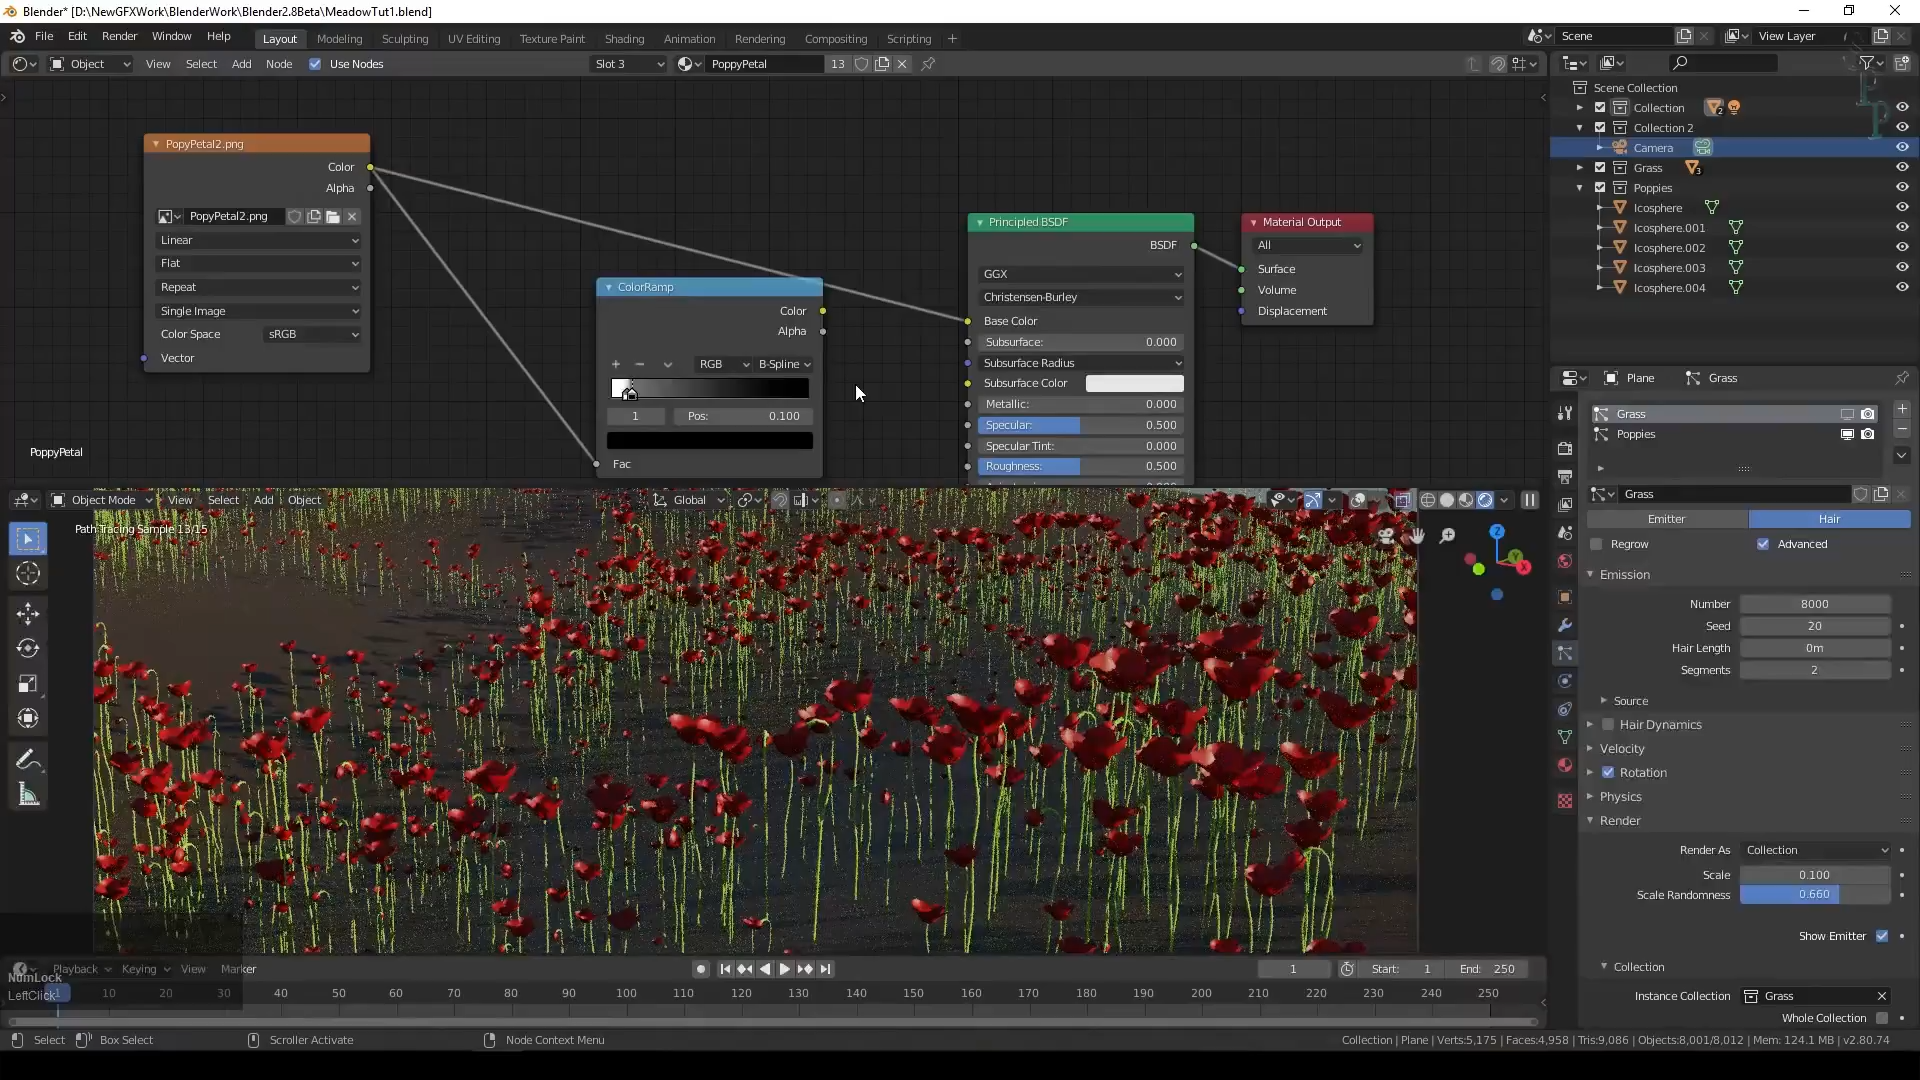 Blender* [D:\NewGFXWork\BlenderWork\Blender2.8Beta\MeadowTut1.blend]
File Edit Render Window Help Layout Modeling Sculpting UV Editing Texture Paint Shading Animation Rendering Compositing Scripting + Scene View Layer
Object View Select Add Node Use Nodes Slot 3 PoppyPetal 13
Scene Collection
Collection 2
Collection 2
Camera
Grass 3
Poppies
Icosphere
Icosphere.001
Icosphere.002
Icosphere.003
Icosphere.004
PopyPetal2.png
Color
Alpha
PopyPetal2.png
Linear
Flat
Repeat
Single Image
Color Space sRGB
Vector
ColorRamp
Color
Alpha
RGB B-Spline
1 Pos: 0.100
Fac
Principled BSDF
BSDF
GGX
Christensen-Burley
Base Color
Subsurface: 0.000
Subsurface Radius
Subsurface Color
Metallic: 0.000
Specular: 0.500
Specular Tint: 0.000
Roughness: 0.500
Material Output
All
Surface
Volume
Displacement
PoppyPetal
Object Mode View Select Add Object Global
Path Tracing Sample 13/15
Z
Y
X
Plane Grass
Grass
Poppies
Grass
Emitter Hair
Regrow Advanced
Emission
Number 8000
Seed 20
Hair Length 0m
Segments 2
Source
Hair Dynamics
Velocity
Rotation
Physics
Render
Render As Collection
Scale 0.100
Scale Randomness 0.660
Show Emitter
Collection
Instance Collection Grass
Whole Collection
Playback Keying View Marker 1 Start: 1 End: 250
NumLock
LeftClick
1 10 20 30 40 50 60 70 80 90 100 110 120 130 140 150 160 170 180 190 200 210 220 230 240 250
Select Box Select Scroller Activate Node Context Menu Collection | Plane | Verts:5,175 | Faces:4,958 | Tris:9,086 | Objects:8,001/8,012 | Mem: 124.1 MB | v2.80.74